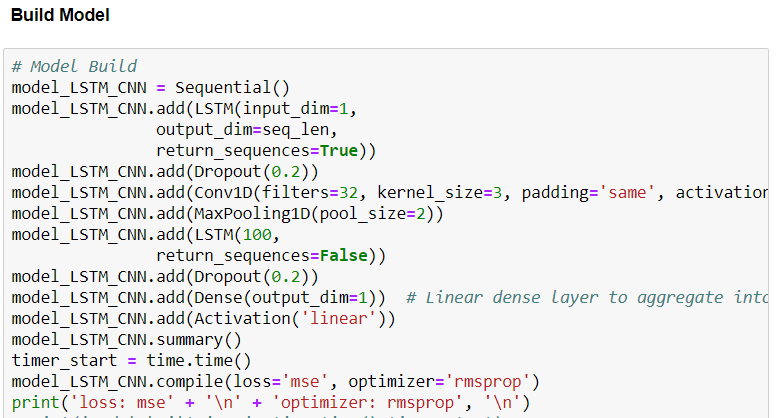 Build Model
# Model Build
model_LSTM_CNN = Sequential()
model_LSTM_CNN.add(LSTM(input_dim=1,
output_dim=seq_len,
return_sequences=True))
model_LSTM_CNN.add(Dropout(0.2))
model_LSTM_CNN.add(Conv1D(filters=32, kernel_size=3, padding='same', activation
model_LSTM_CNN.add(MaxPooling1D(pool_size=2))
model_LSTM_CNN.add(LSTM(100,
return_sequences=False))
model_LSTM_CNN.add(Dropout(0.2))
model_LSTM_CNN.add(Dense(output_dim=1))  # Linear dense layer to aggregate into
model_LSTM_CNN.add(Activation('linear'))
model_LSTM_CNN.summary()
timer_start = time.time()
model_LSTM_CNN.compile(loss='mse', optimizer='rmsprop')
print('loss: mse' + '\n' + 'optimizer: rmsprop', '\n')